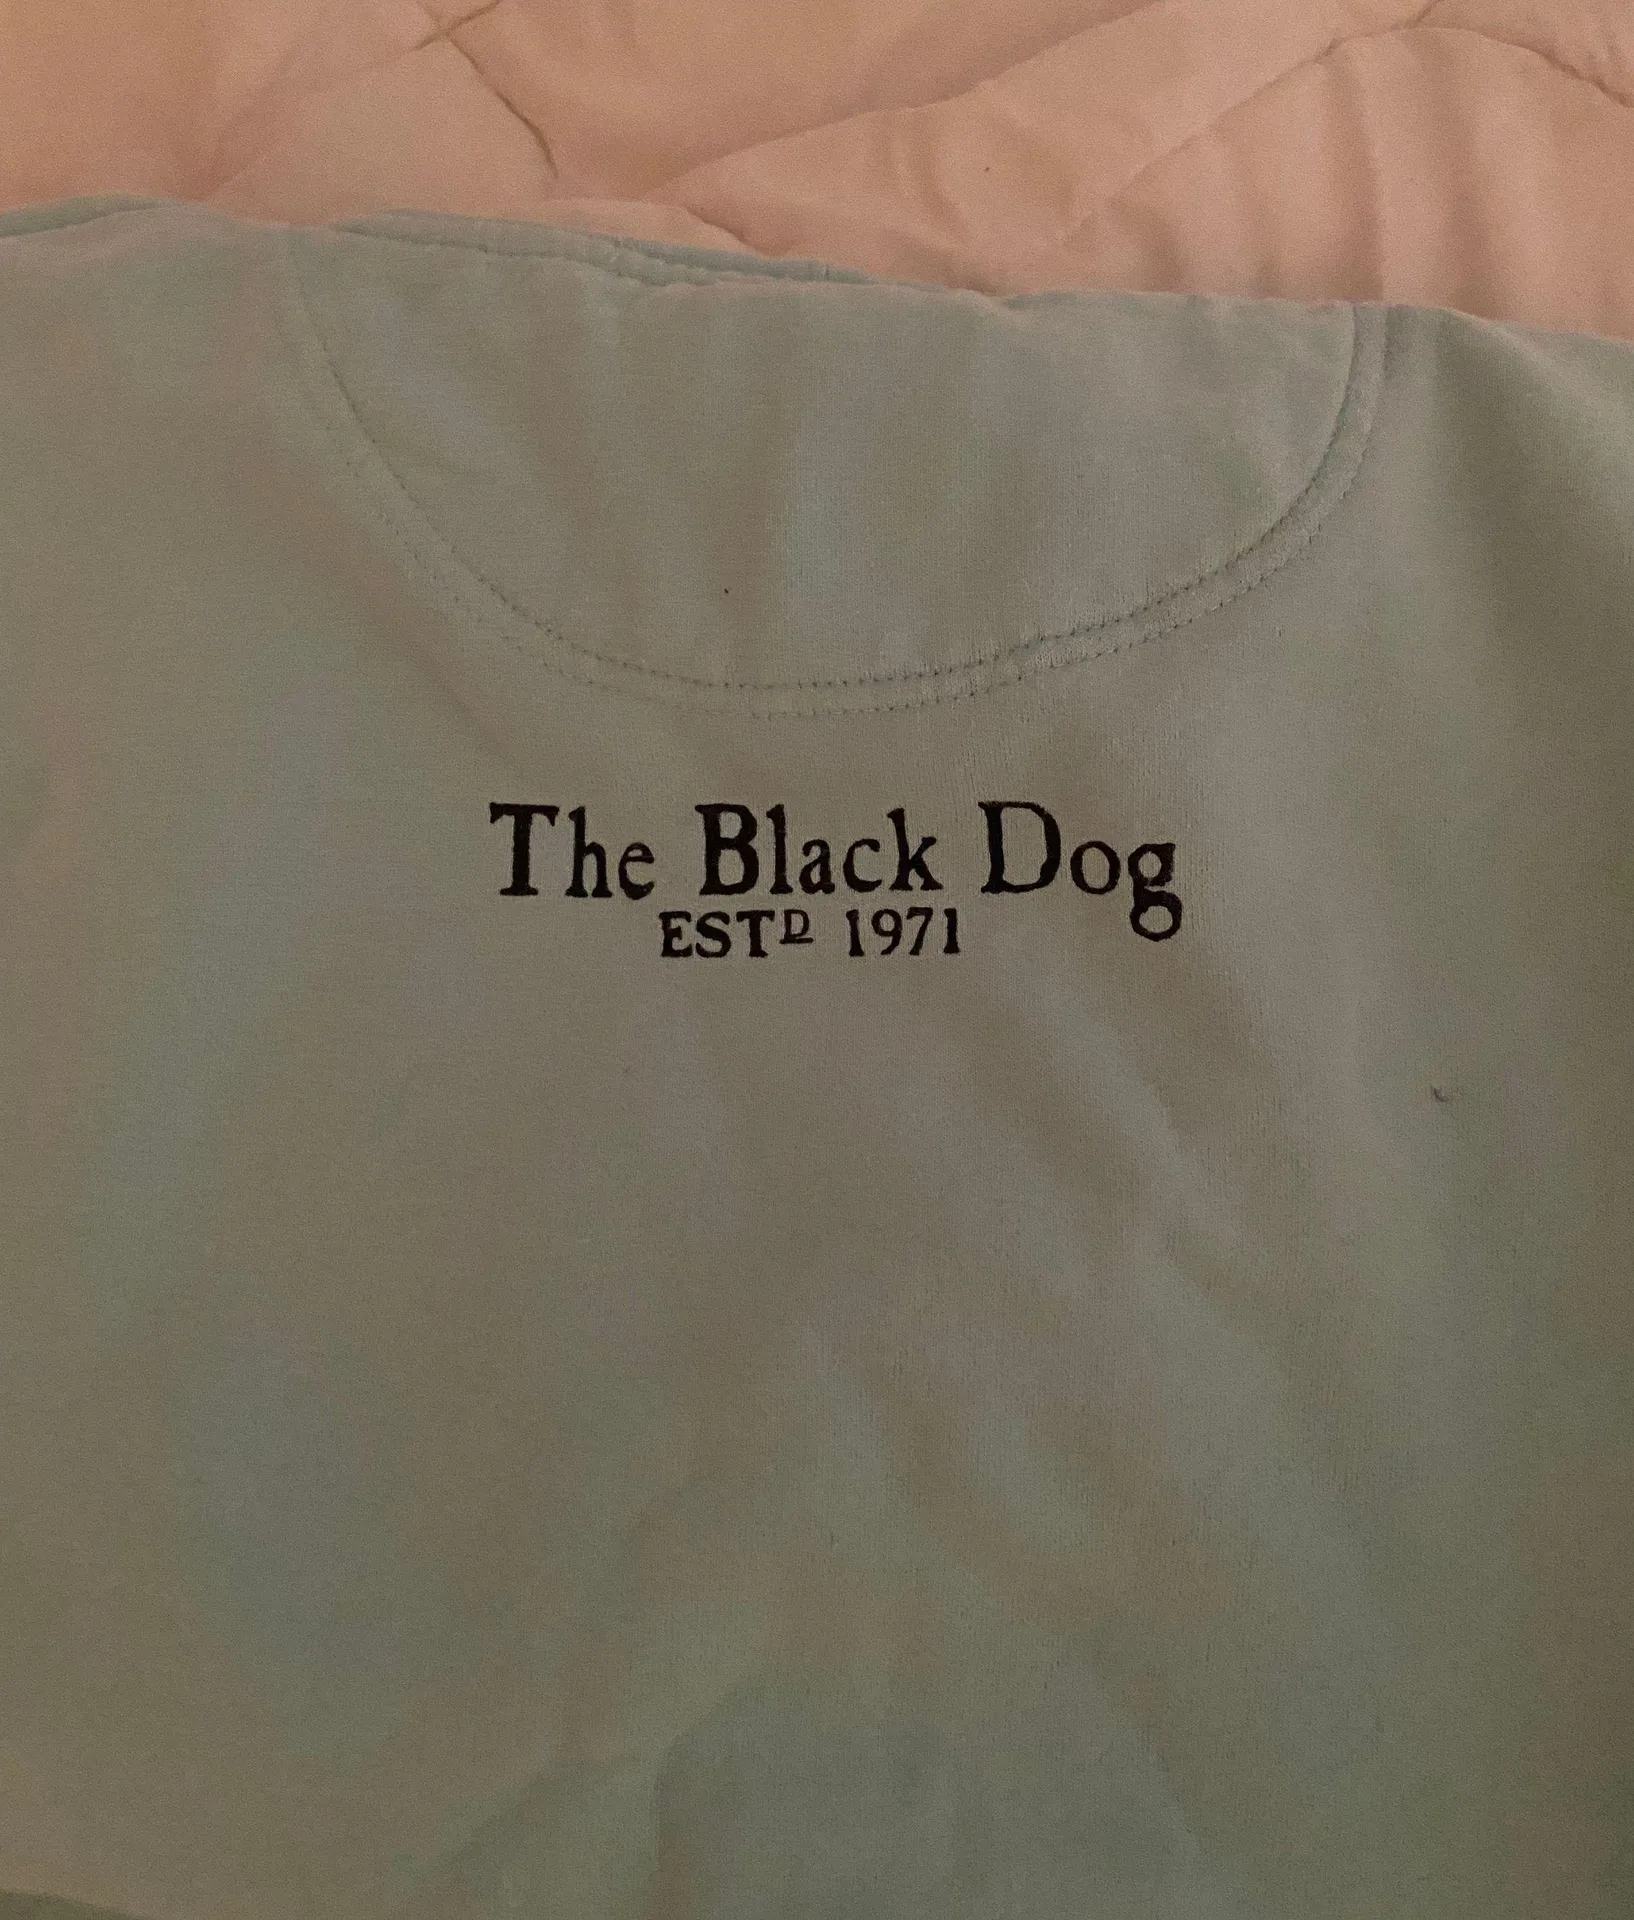 The Black Dog
ESTD 1971